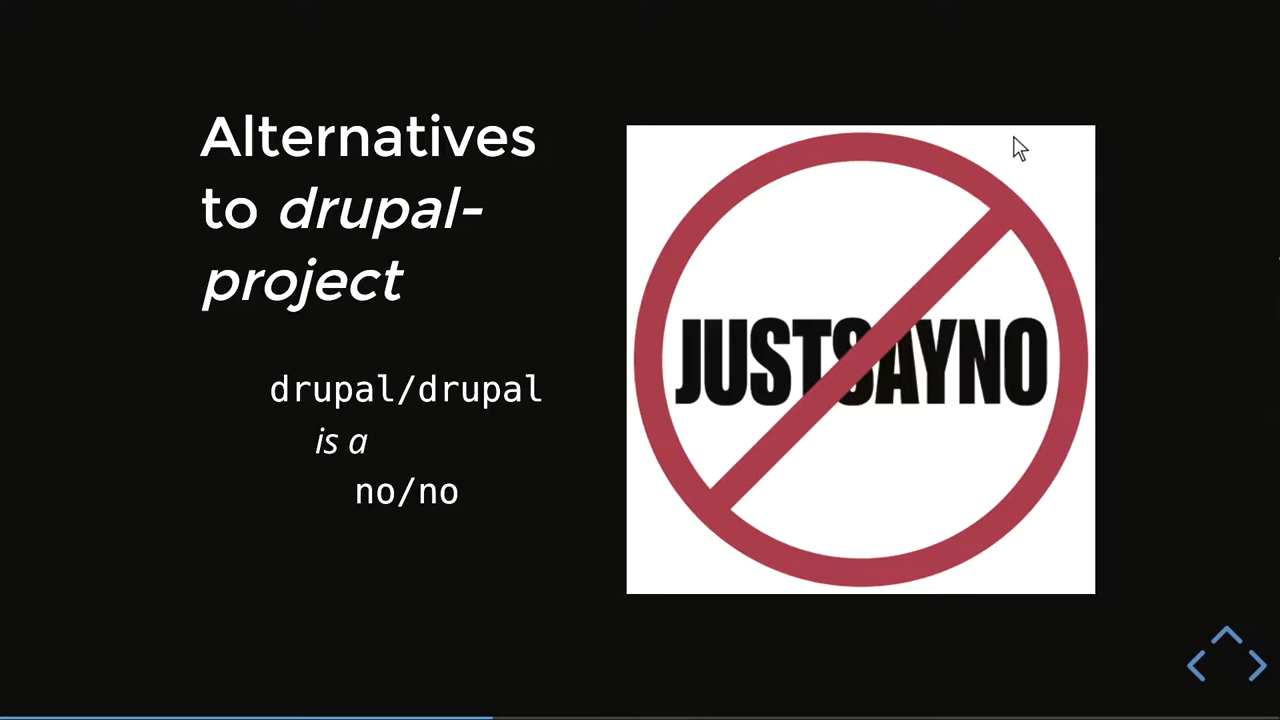 Alternatives
to drupal-
project
drupal/drupal
is a
no/no
JUSTSAYNO